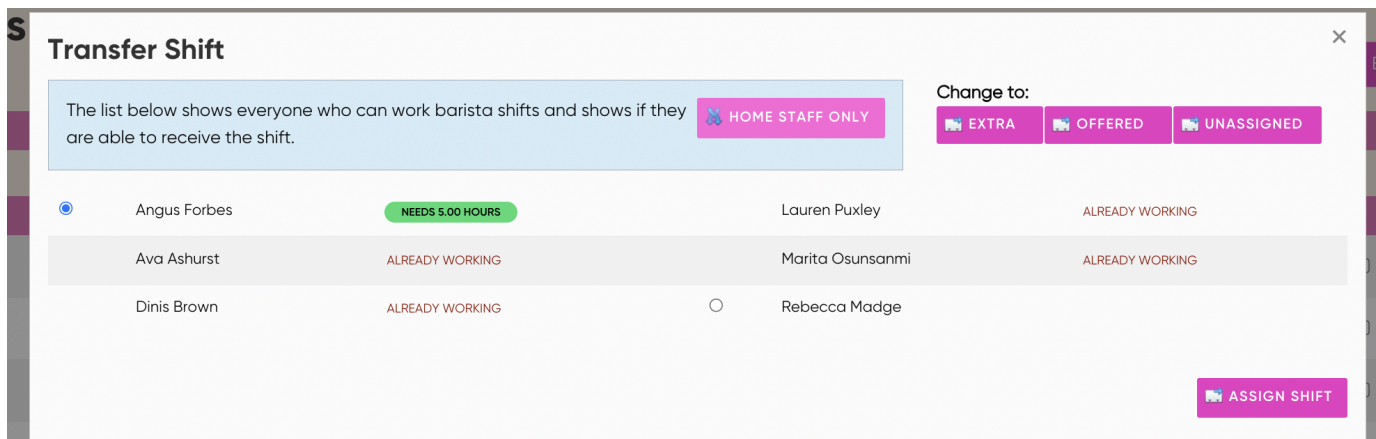 S
Transfer Shift
The list below shows everyone who can work barista shifts and shows if they
are able to receive the shift.
HOME STAFF ONLY
Change to:
EXTRA OFFERED UNASSIGNED
Angus Forbes NEEDS 5.00 HOURS Lauren Puxley ALREADY WORKING
Ava Ashurst ALREADY WORKING Marita Osunsanmi ALREADY WORKING
Dinis Brown ALREADY WORKING Rebecca Madge
ASSIGN SHIFT